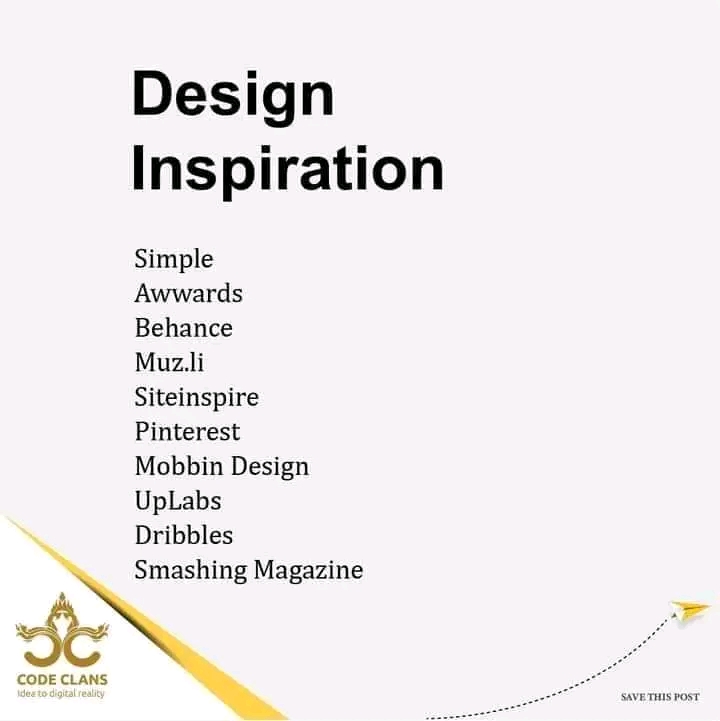 Design
Inspiration
Simple
Awwards
Behance
Muz.li
Siteinspire
Pinterest
Mobbin Design
UpLabs
Dribbles
Smashing Magazine
CODE CLANS
Idea to digital reality
SAVE THIS POST